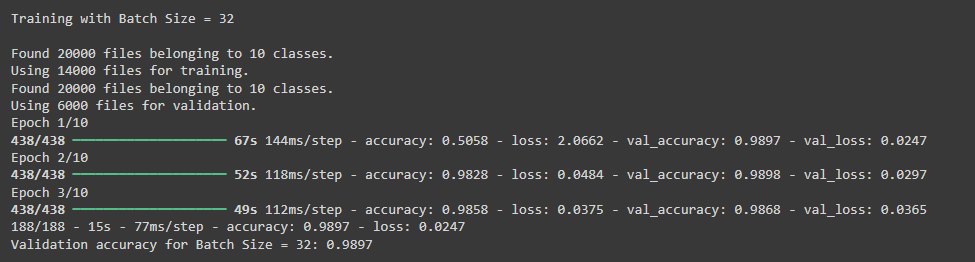 Training with Batch Size = 32
Found 20000 files belonging to 10 classes.
Using 14000 files for training.
Found 20000 files belonging to 10 classes.
Using 6000 files for validation.
Epoch 1/10
438/438 ━━━━━━━━━━━━━━━━━━━━ 67s 144ms/step - accuracy: 0.5058 - loss: 2.0662 - val_accuracy: 0.9897 - val_loss: 0.0247
Epoch 2/10
438/438 ━━━━━━━━━━━━━━━━━━━━ 52s 118ms/step - accuracy: 0.9828 - loss: 0.0484 - val_accuracy: 0.9898 - val_loss: 0.0297
Epoch 3/10
438/438 ━━━━━━━━━━━━━━━━━━━━ 49s 112ms/step - accuracy: 0.9858 - loss: 0.0375 - val_accuracy: 0.9868 - val_loss: 0.0365
188/188 - 15s - 77ms/step - accuracy: 0.9897 - loss: 0.0247
Validation accuracy for Batch Size = 32: 0.9897